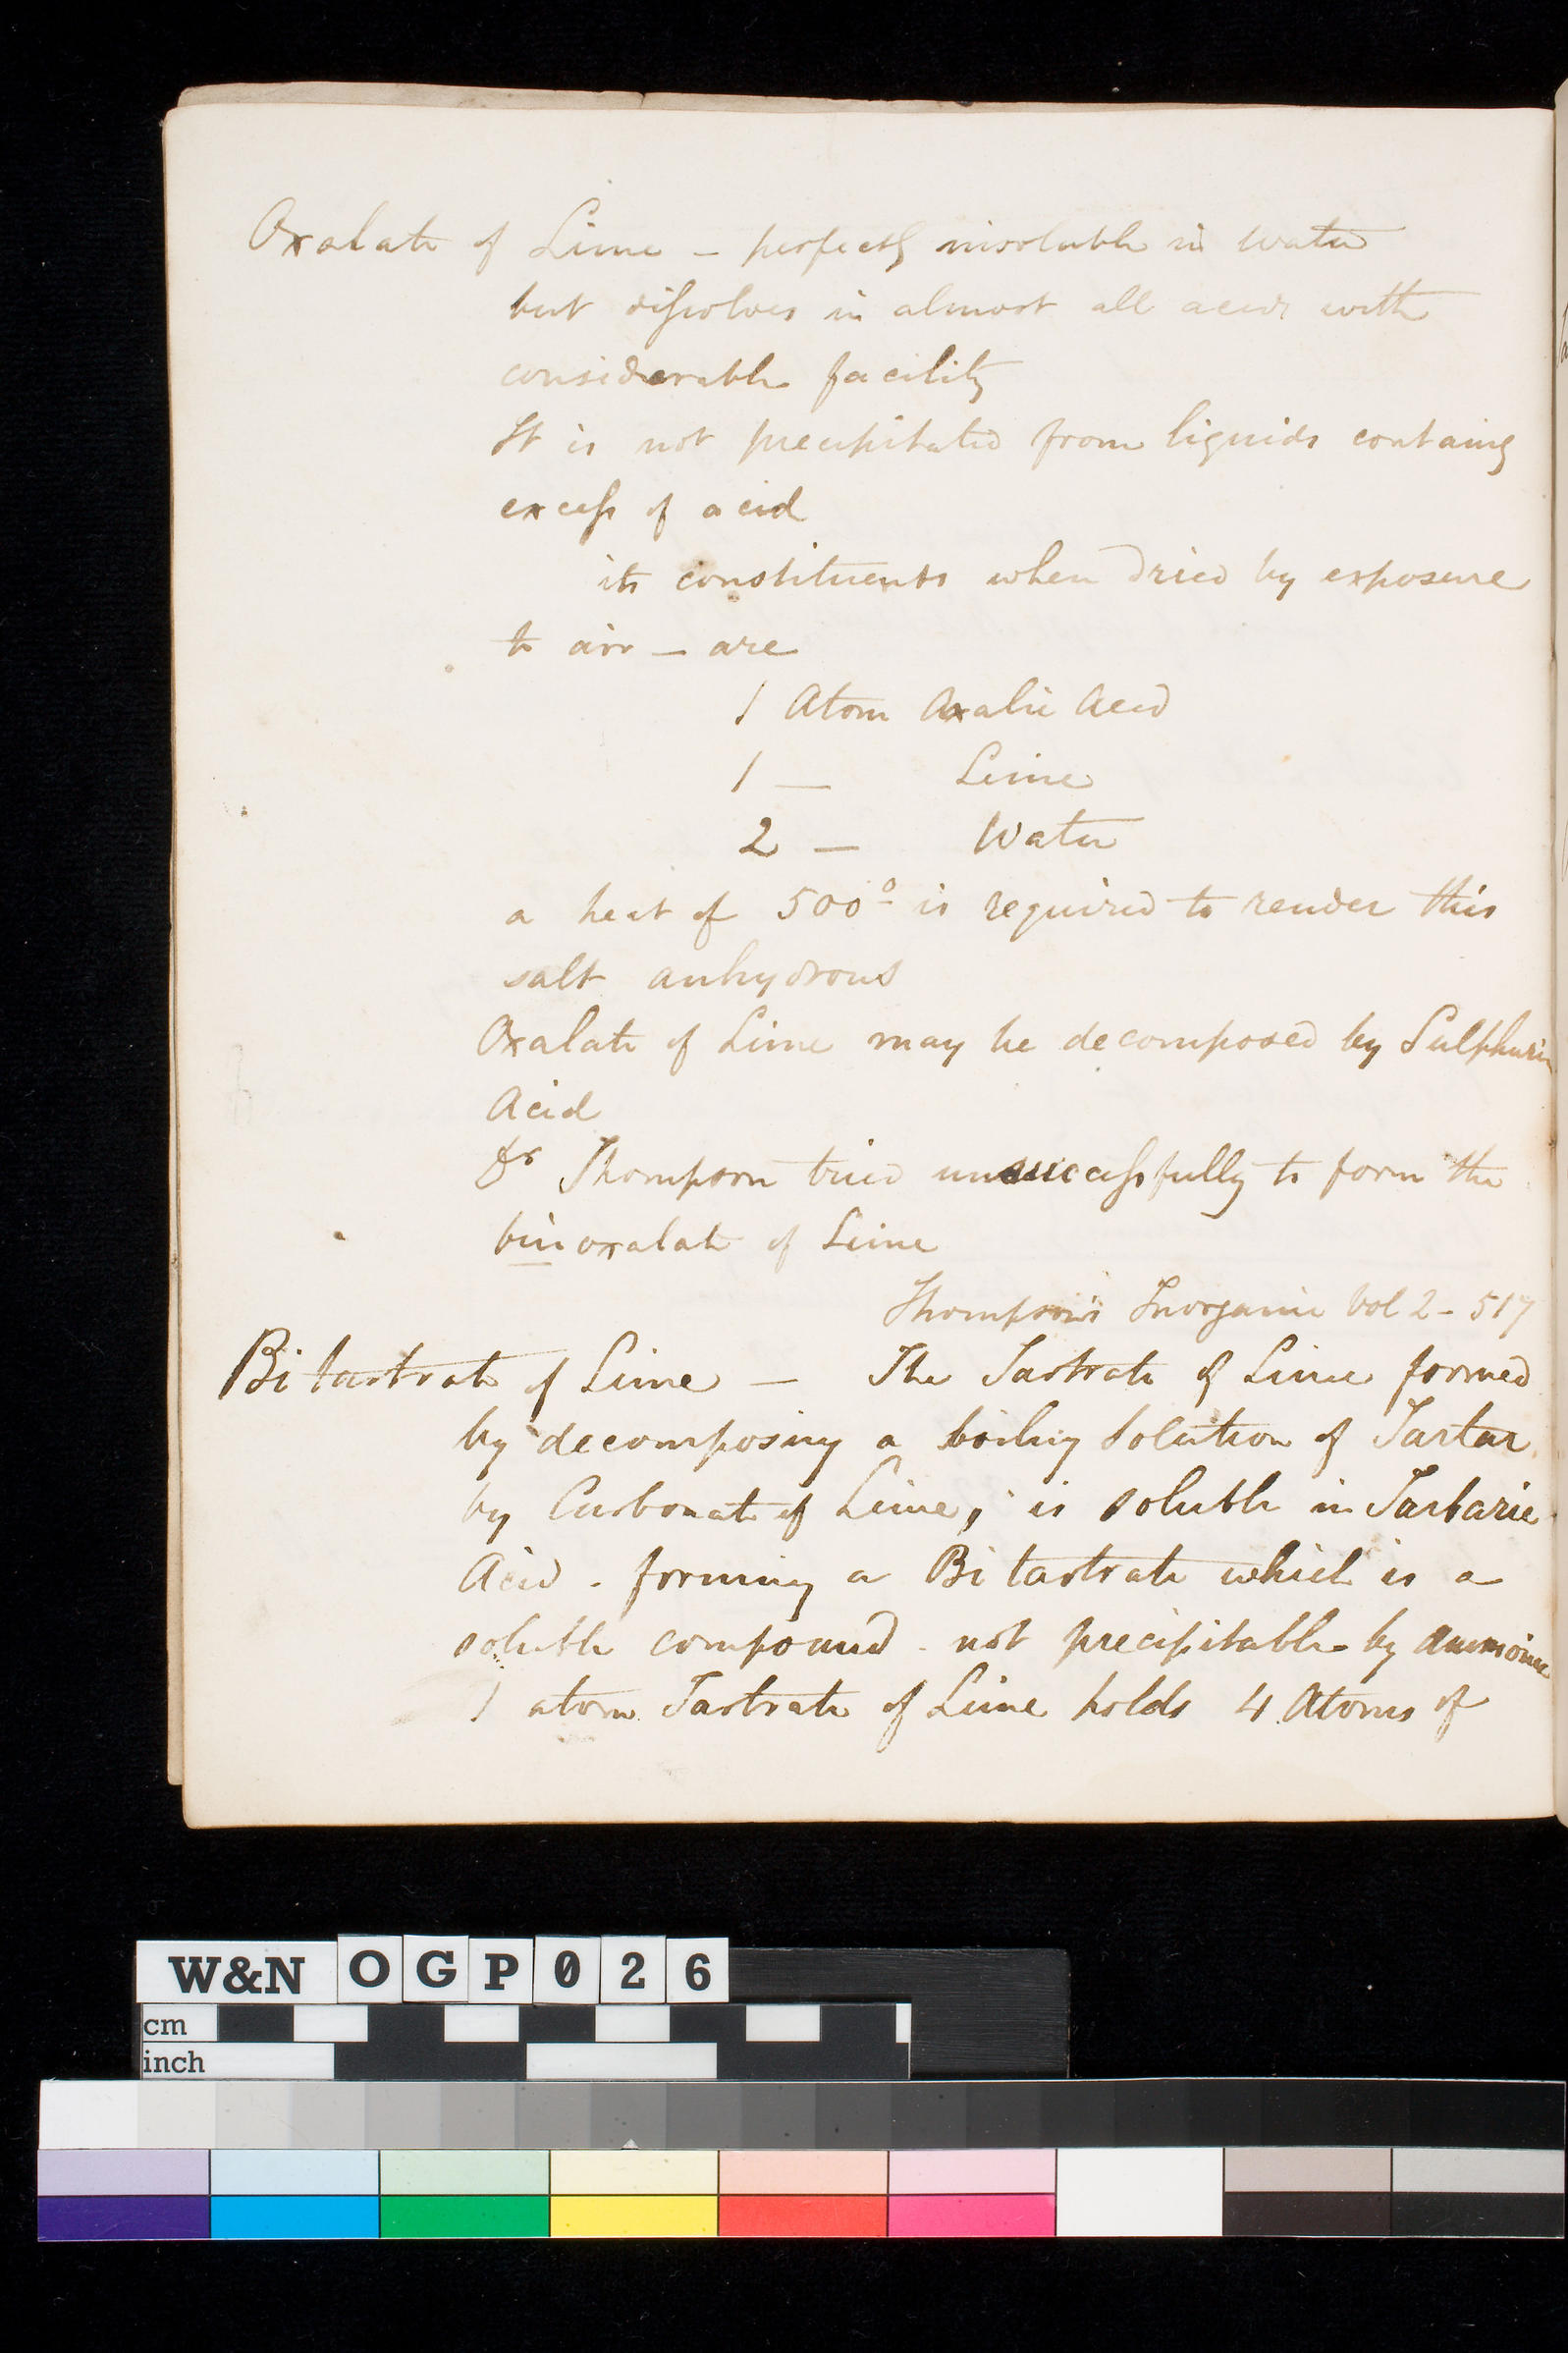 Oxalate of Lime – perfectly insoluble in Water
but dissolves in almost all acids with
considerable facility
It is not precipitated from liquids containg
excess of acid
its constituents when dried by exposure
to air – are
1 Atom Oxalic Acid
1 — Lime
2 — Water
a heat of 500° is required to render this
salt anhydrous
Oxalate of Lime may be decomposed by Sulphuric
Acid
Dr Thompson tried unsuccessfully to form the
binoxalate of Lime
Thompson's Inorganic Vol 2 – 517
Bi tartrate of Lime — The Tartrate of Lime formed
by decomposing a boiling Solution of Tartar
by Carbonate of Lime, is soluble in Tartaric
Acid . forming a Bi tartrate which is a
soluble compound . not precipitable by ammonia
1 atom Tartrate of Lime holds 4 Atoms of
W&N OGP026
cm
inch